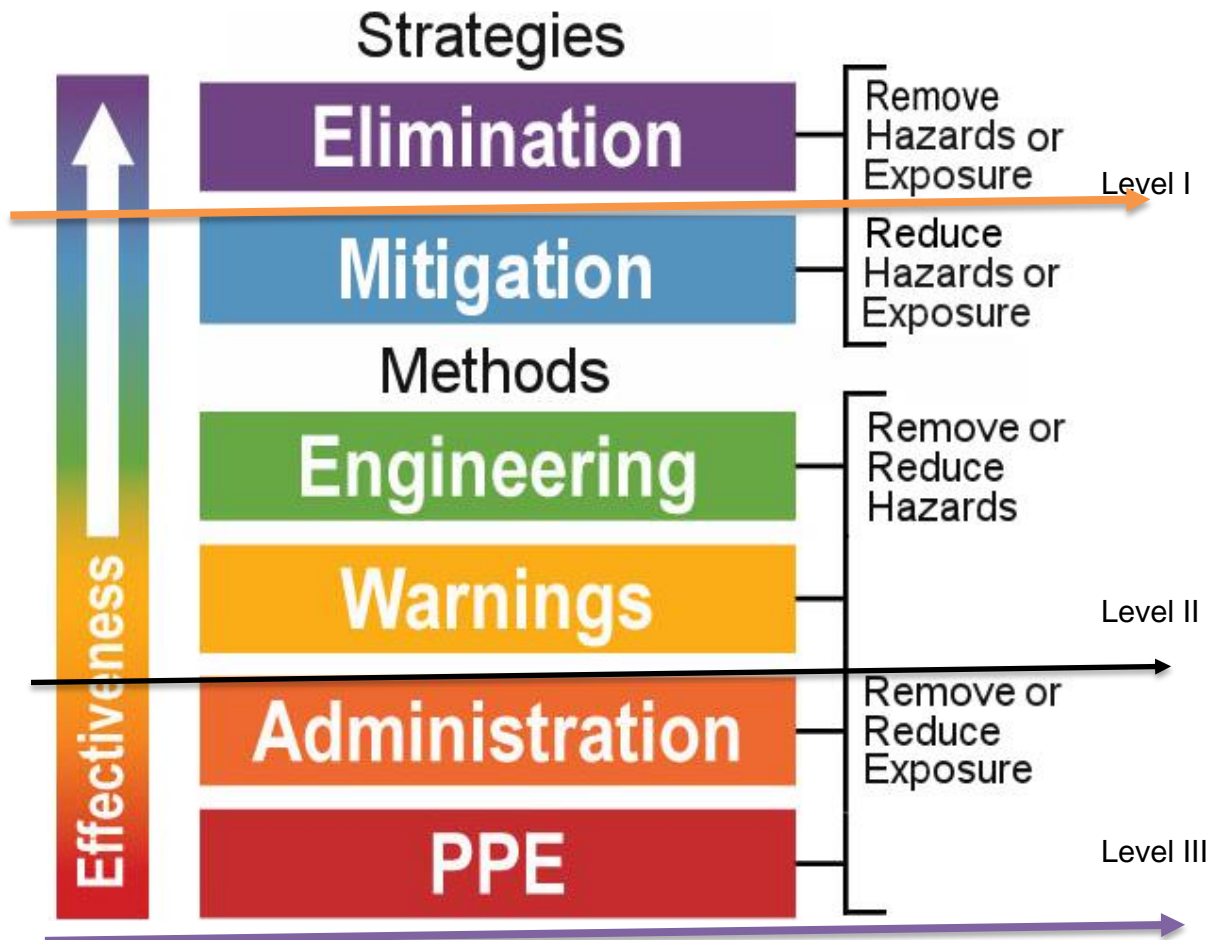 Strategies
Elimination
Remove
Hazards or
Exposure
Level I
Mitigation
Reduce
Hazards or
Exposure
Methods
Engineering
Remove or
Reduce
Hazards
Warnings
Level II
Administration
Remove or
Reduce
Exposure
PPE
Level III
Effectiveness